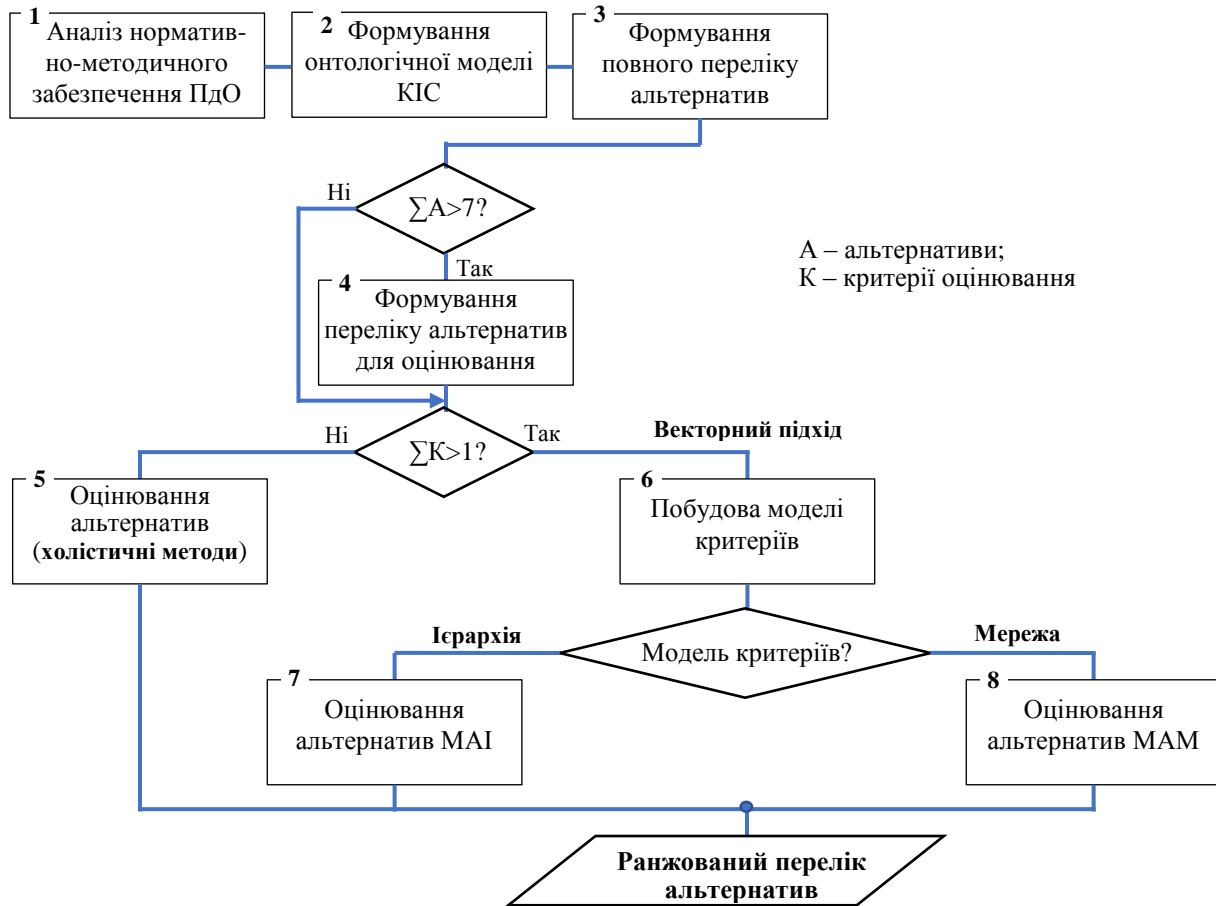 1
Аналіз норматив-
но-методичного
забезпечення ПдО
2
Формування
онтологічної моделі
КІС
3
Формування
повного переліку
альтернатив
Ні
∑А>7?
Так
А – альтернативи;
К – критерії оцінювання
4
Формування
переліку альтернатив
для оцінювання
Ні
∑К>1?
Так
Векторний підхід
5
Оцінювання
альтернатив
(холістичні методи)
6
Побудова моделі
критеріїв
Ієрархія
Модель критеріїв?
Мережа
7
Оцінювання
альтернатив МАІ
8
Оцінювання
альтернатив МАМ
Ранжований перелік
альтернатив